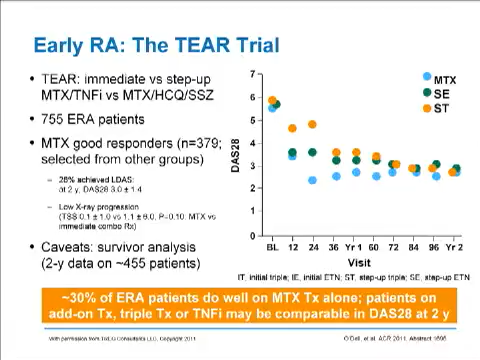 Early RA: The TEAR Trial
• TEAR: immediate vs step-up
MTX/TNFi vs MTX/HCQ/SSZ
• 755 ERA patients
• MTX good responders (n=379;
selected from other groups)
– 28% achieved LDAS:
at 2 y, DAS28 3.0 ± 1.4
– Low X-ray progression
(TSS 0.1 ± 1.0 vs 1.1 ± 6.0, P=0.10, MTX vs
immediate combo Rx)
• Caveats: survivor analysis
(2-y data on ~455 patients)
MTX
SE
ST
DAS28
7
6
5
4
3
2
1
0
BL 12 24 36 Yr 1 60 72 84 96 Yr 2
Visit
IT, initial triple; IE, initial ETN; ST, step-up triple; SE, step-up ETN
~30% of ERA patients do well on MTX Tx alone; patients on
add-on Tx, triple Tx or TNFi may be comparable in DAS28 at 2 y
With permission from Consultants LLC, Copyright 2011
O'Dell, et al. ACR 2011. Abstract